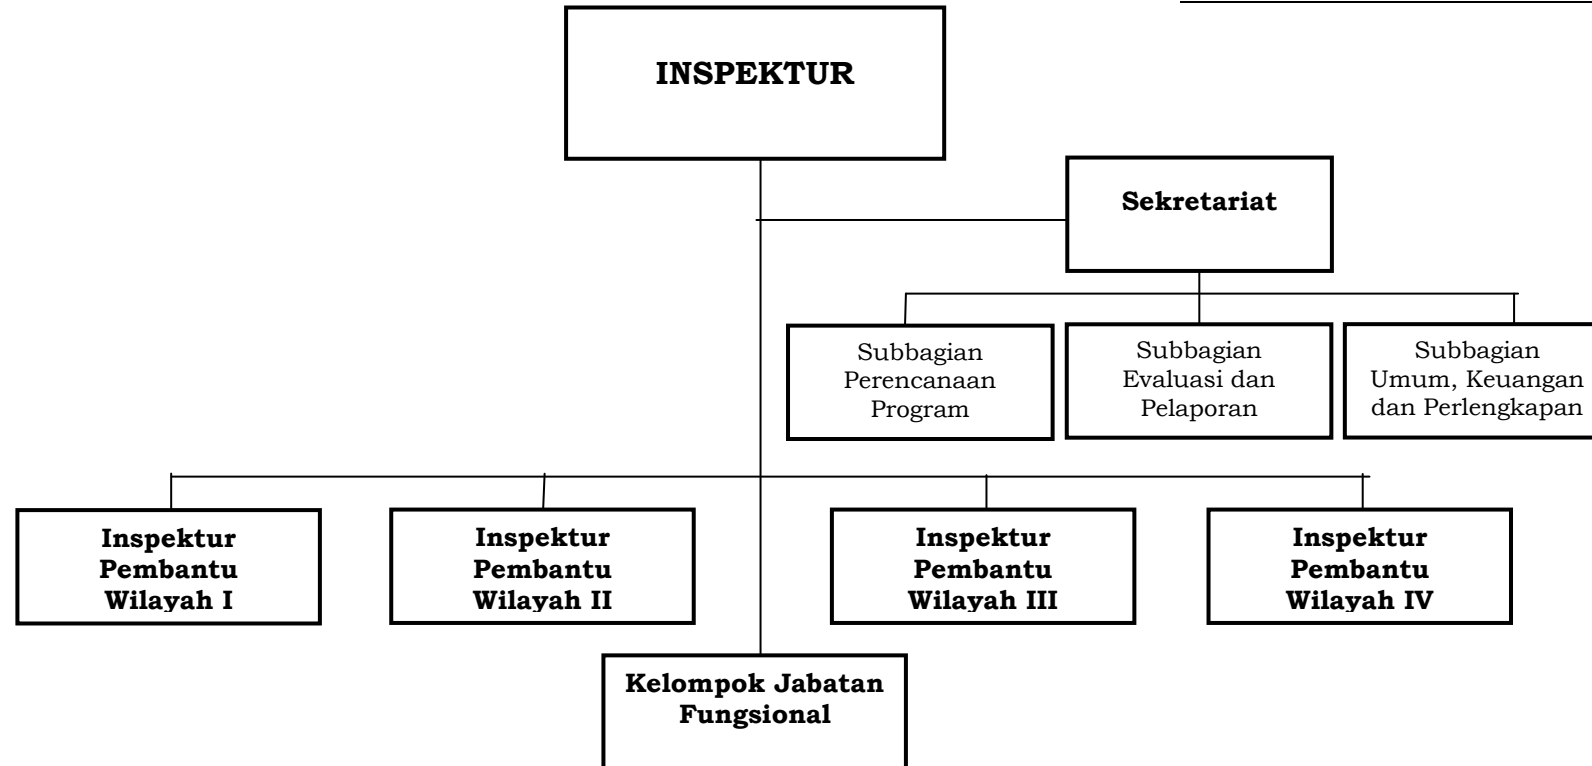 INSPEKTUR
Sekretariat
Subbagian
Perencanaan
Program
Subbagian
Evaluasi dan
Pelaporan
Subbagian
Umum, Keuangan
dan Perlengkapan
Inspektur
Pembantu
Wilayah I
Inspektur
Pembantu
Wilayah II
Inspektur
Pembantu
Wilayah III
Inspektur
Pembantu
Wilayah IV
Kelompok Jabatan
Fungsional